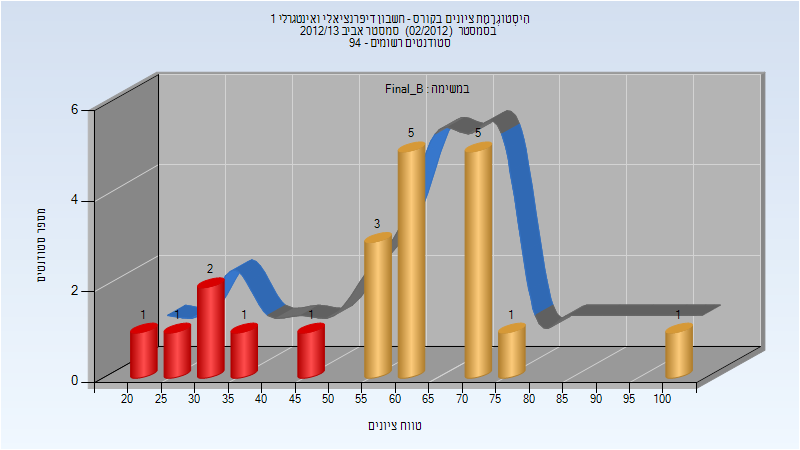 היסטוגרמת ציונים בקורס - חשבון דיפרנציאלי ואינטגרלי 1
בסמסטר (02/2012) סמסטר אביב 2012/13
סטודנטים רשומים - 94
במשימה : Final_B
6
4
2
0
מספר סטודנטים
1
1
2
1
1
3
5
5
1
1
20 25 30 35 40 45 50 55 60 65 70 75 80 85 90 95 100
טווח ציונים